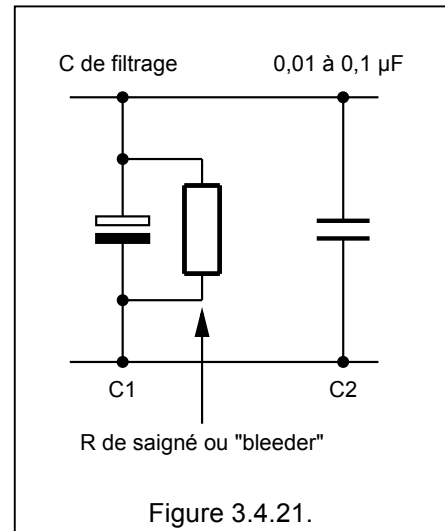 C de filtrage
0,01 à 0,1 µF
C1
C2
R de saigné ou "bleeder"
Figure 3.4.21.